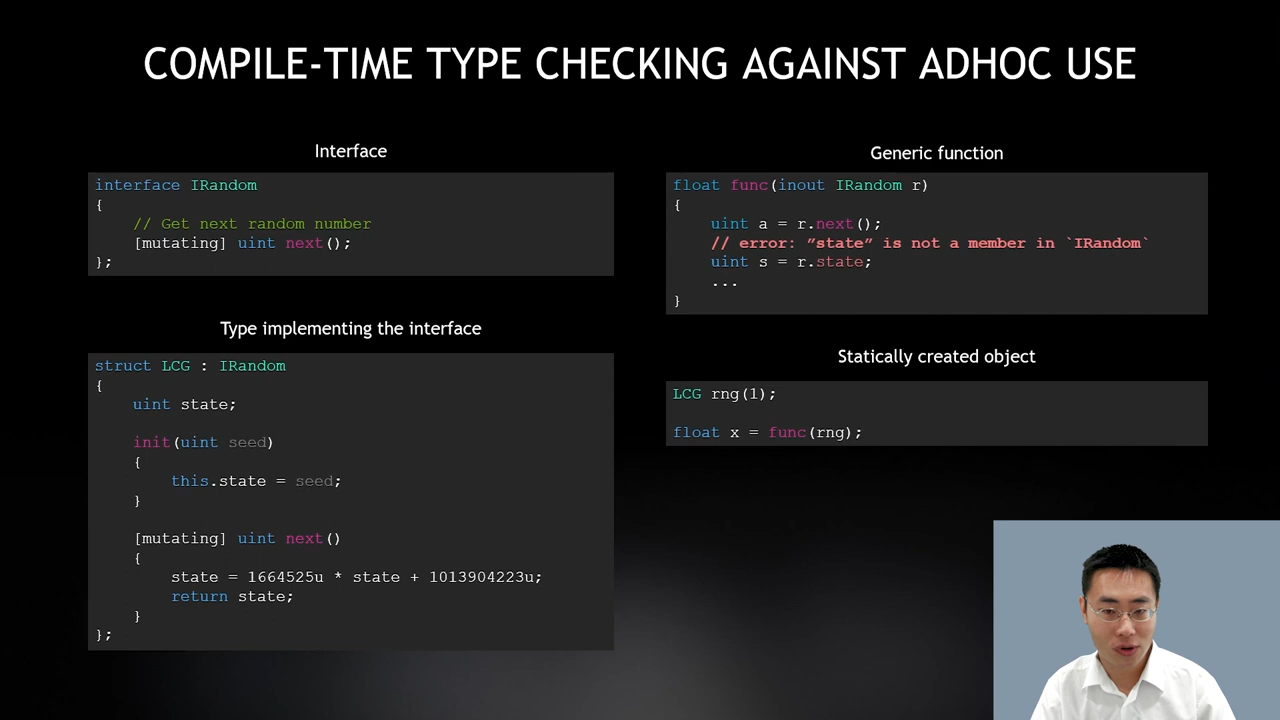 COMPILE-TIME TYPE CHECKING AGAINST ADHOC USE
Interface
interface IRandom
{
    // Get next random number
    [mutating] uint next();
};
Type implementing the interface
struct LCG : IRandom
{
    uint state;
    init(uint seed)
    {
        this.state = seed;
    }
    [mutating] uint next()
    {
        state = 1664525u * state + 1013904223u;
        return state;
    }
};
Generic function
float func(inout IRandom r)
{
    uint a = r.next();
    // error: ”state” is not a member in `IRandom`
    uint s = r.state;
    ...
}
Statically created object
LCG rng(1);
float x = func(rng);